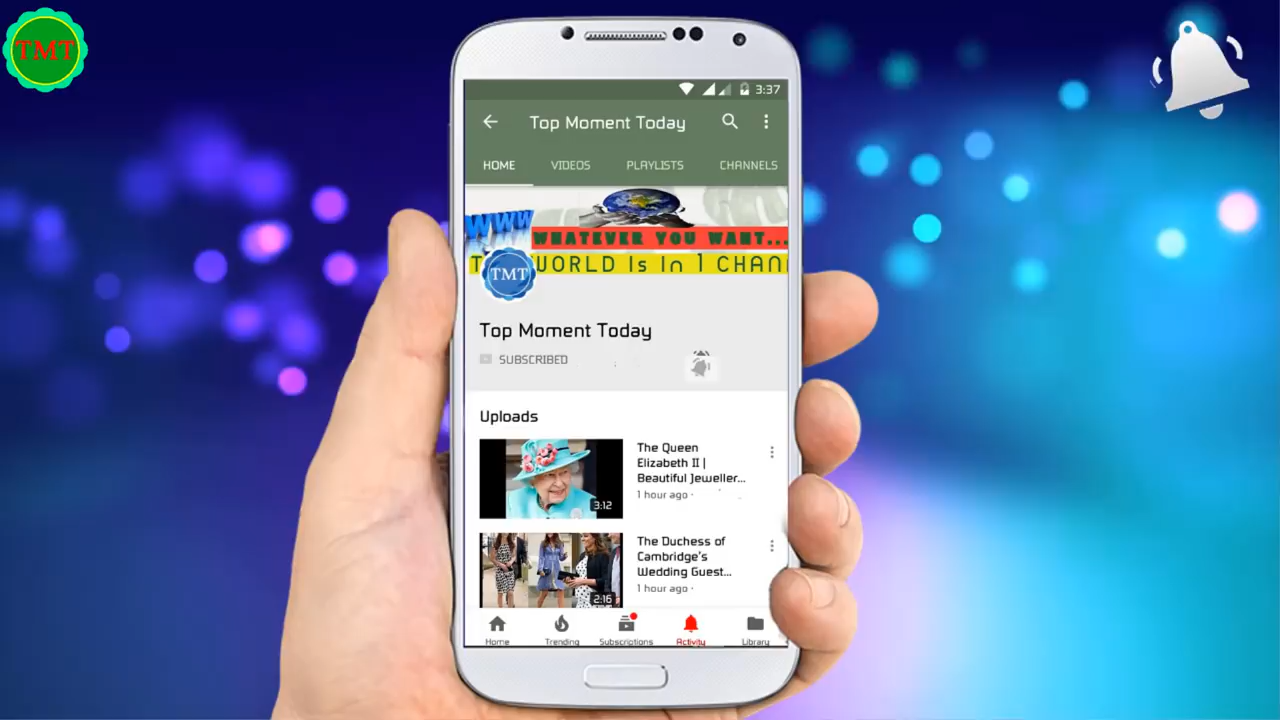 TMT
3:37
Top Moment Today
HOME VIDEOS PLAYLISTS CHANNELS
WWW
WHATEVER YOU WANT...
WORLD Is In 1 CHAN
TMT
Top Moment Today
SUBSCRIBED
Uploads
The Queen
Elizabeth II |
Beautiful Jeweller...
1 hour ago ·
3:12
The Duchess of
Cambridge's
Wedding Guest...
1 hour ago ·
2:16
Home Trending Subscriptions Activity Library